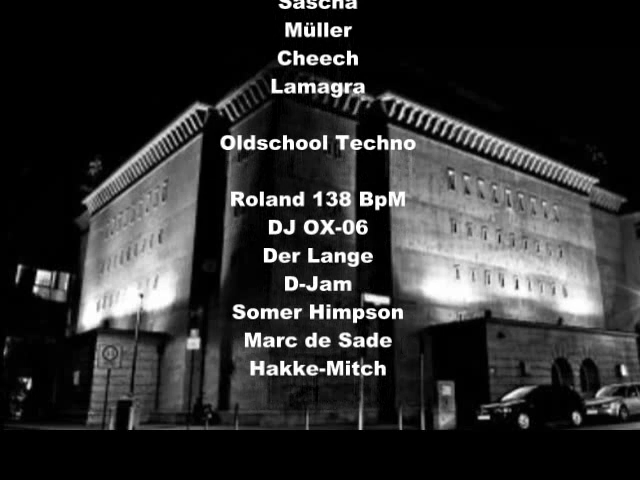 Sascha
Müller
Cheech
Lamagra
Oldschool Techno
Roland 138 BpM
DJ OX-06
Der Lange
D-Jam
Somer Himpson
Marc de Sade
Hakke-Mitch